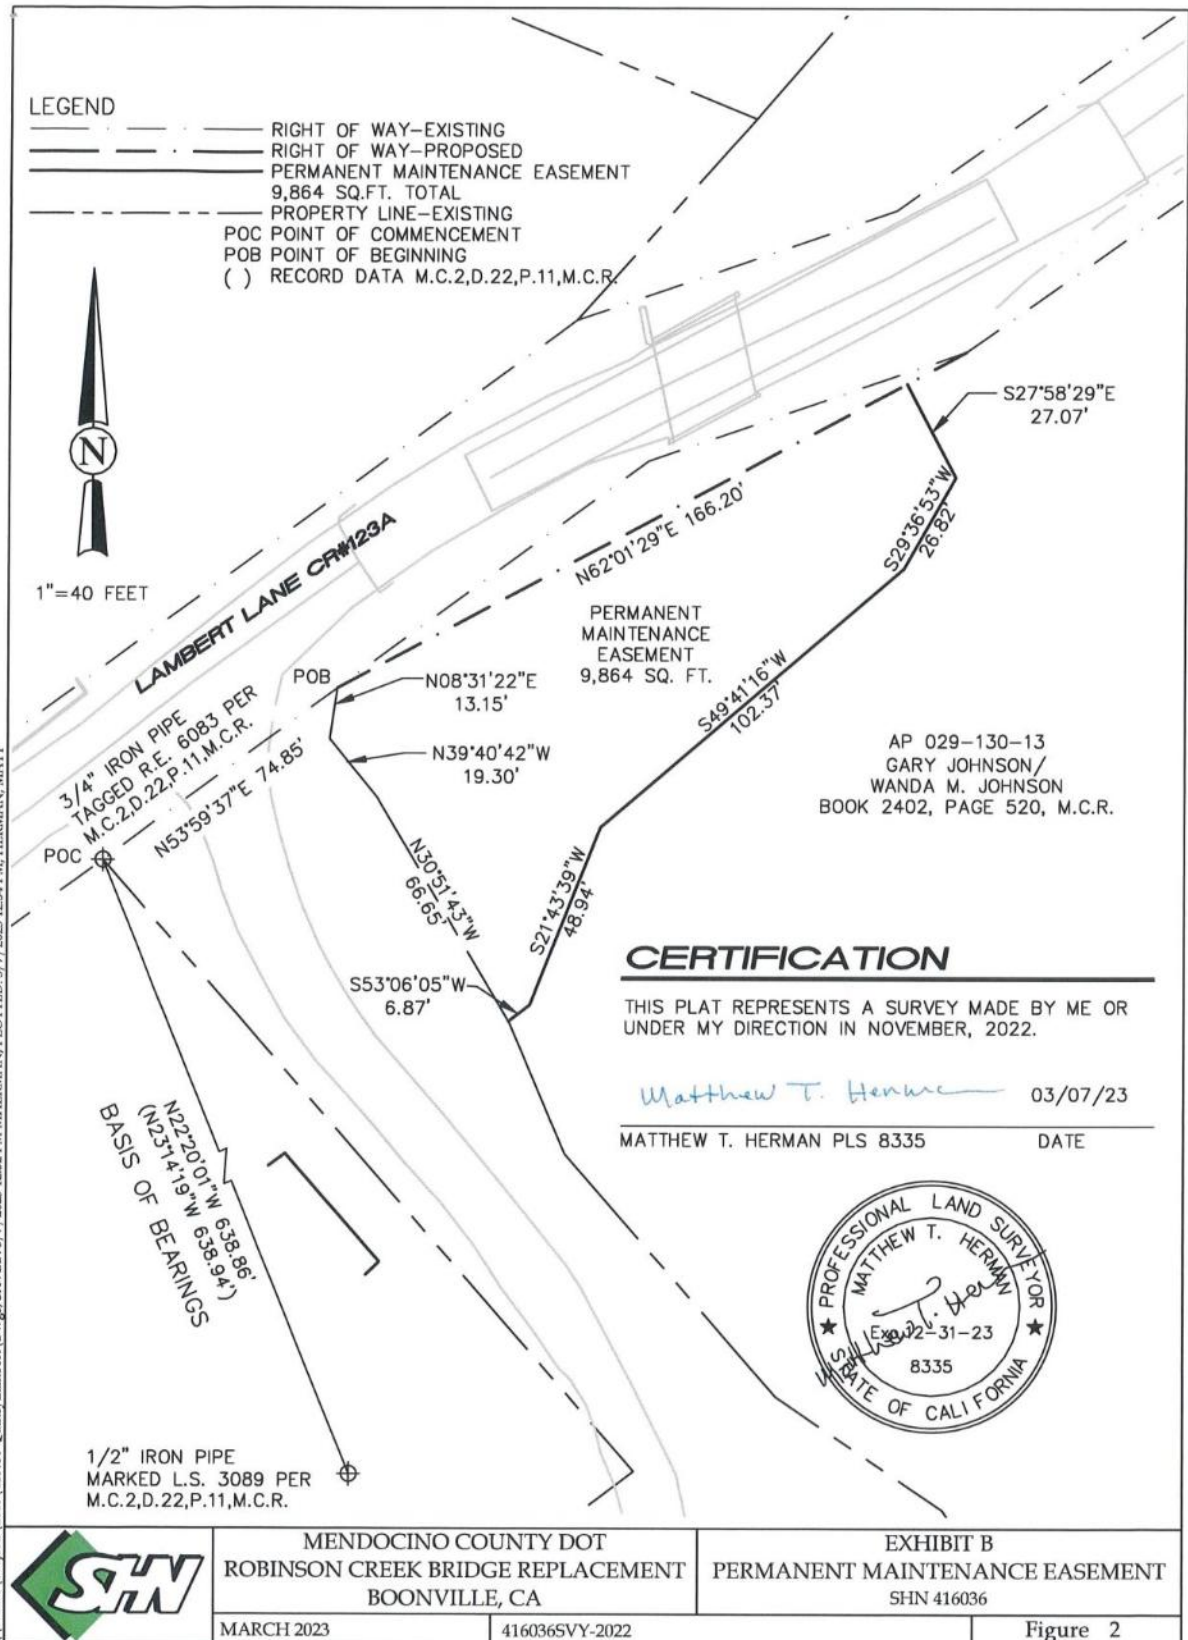 LEGEND
RIGHT OF WAY-EXISTING
RIGHT OF WAY-PROPOSED
PERMANENT MAINTENANCE EASEMENT
9,864 SQ.FT. TOTAL
PROPERTY LINE-EXISTING
POC POINT OF COMMENCEMENT
POB POINT OF BEGINNING
( ) RECORD DATA M.C.2,D.22,P.11,M.C.R.
N
1"=40 FEET
LAMBERT LANE CR#123A
S27°58'29"E
27.07'
S29°36'53"W
26.82'
N62°01'29"E 166.20'
PERMANENT
MAINTENANCE
EASEMENT
9,864 SQ. FT.
POB
N08°31'22"E
13.15'
N39°40'42"W
19.30'
S49°41'16"W
102.37'
AP 029-130-13
GARY JOHNSON/
WANDA M. JOHNSON
BOOK 2402, PAGE 520, M.C.R.
3/4" IRON PIPE
TAGGED R.E. 6083 PER
M.C.2,D.22,P.11,M.C.R.
N53°59'37"E 74.85'
POC
N30°51'43"W
66.65'
S21°43'39"W
48.94'
S53°06'05"W
6.87'
CERTIFICATION
THIS PLAT REPRESENTS A SURVEY MADE BY ME OR
UNDER MY DIRECTION IN NOVEMBER, 2022.
Matthew T. Herman 03/07/23
MATTHEW T. HERMAN PLS 8335 DATE
N22°20'01"W 638.86'
(N23°14'19"W 638.94')
BASIS OF BEARINGS
PROFESSIONAL LAND SURVEYOR
MATTHEW T. HERMAN
Exp. 12-31-23
8335
STATE OF CALIFORNIA
1/2" IRON PIPE
MARKED L.S. 3089 PER
M.C.2,D.22,P.11,M.C.R.
SHN
MENDOCINO COUNTY DOT
ROBINSON CREEK BRIDGE REPLACEMENT
BOONVILLE, CA
EXHIBIT B
PERMANENT MAINTENANCE EASEMENT
SHN 416036
MARCH 2023
416036SVY-2022
Figure 2